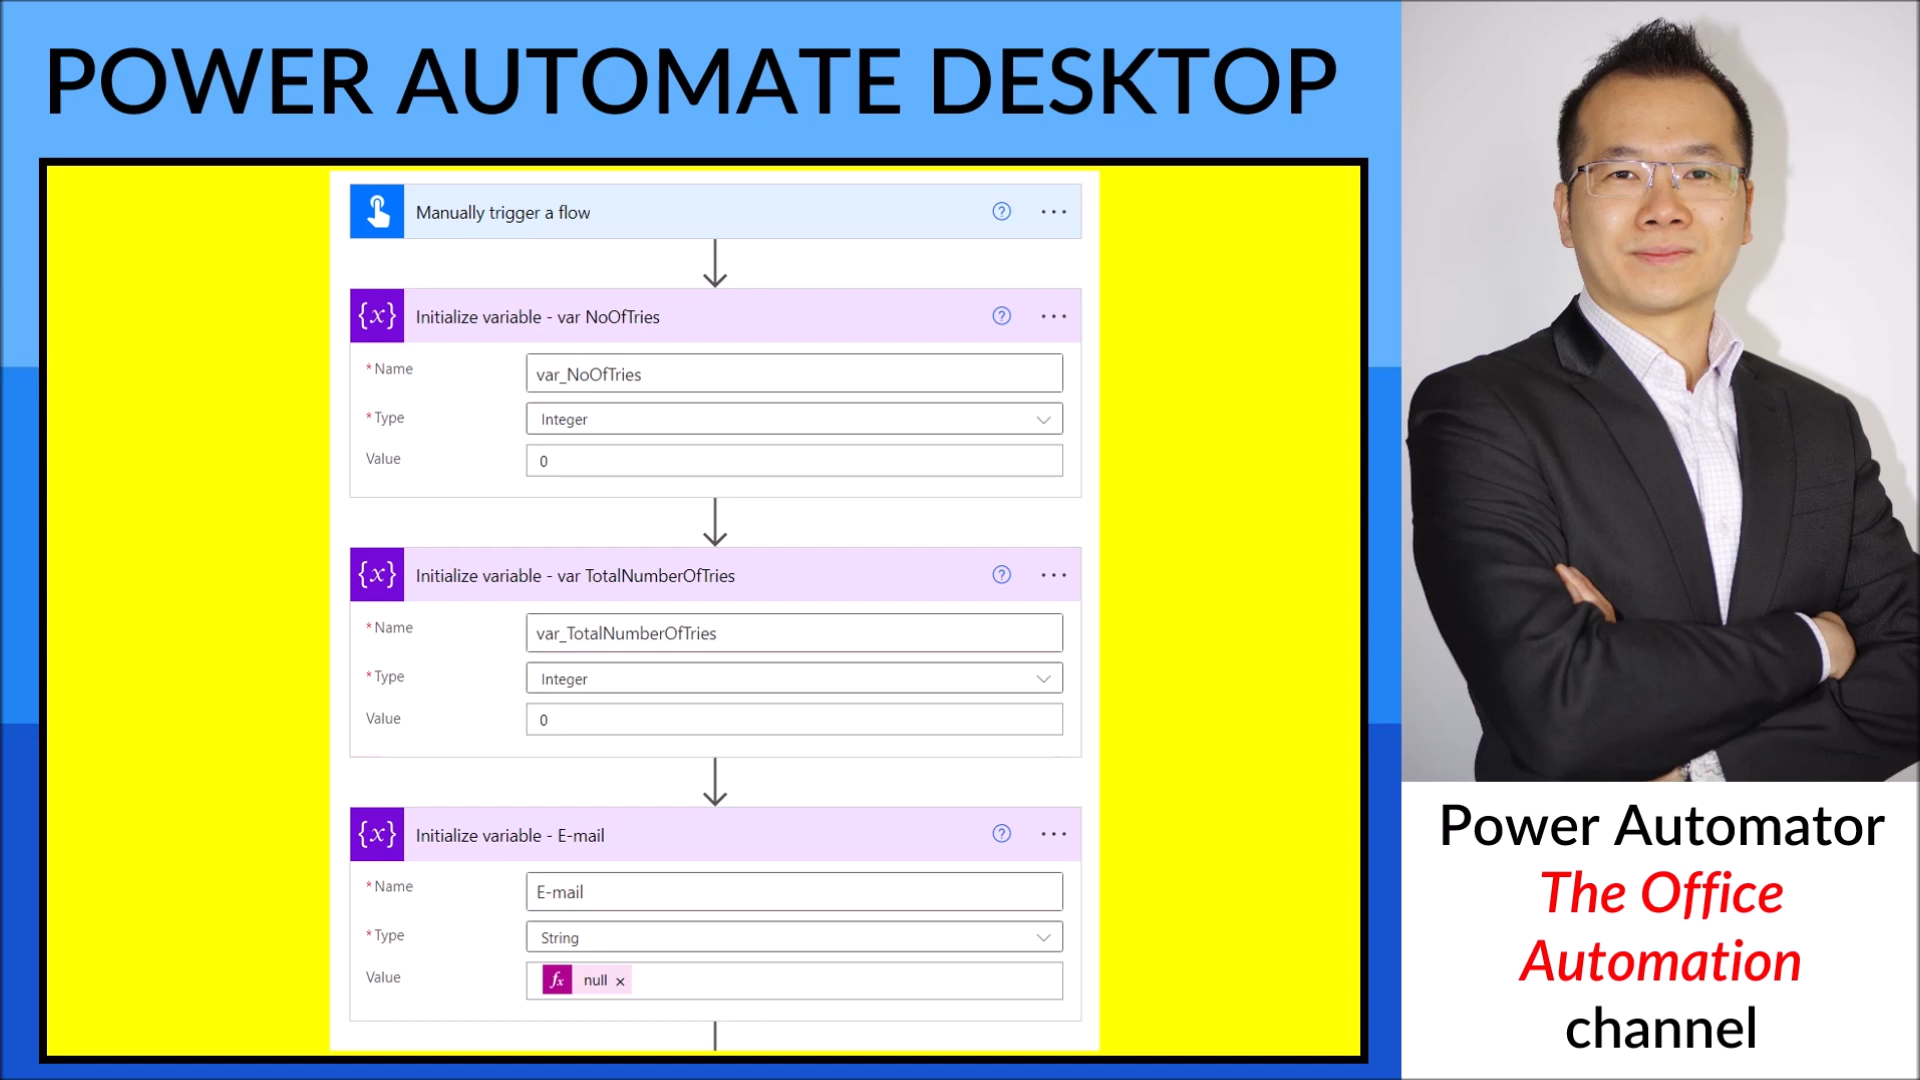 POWER AUTOMATE DESKTOP
Manually trigger a flow
Initialize variable - var NoOfTries
* Name
var_NoOfTries
* Type
Integer
Value
0
Initialize variable - var TotalNumberOfTries
* Name
var_TotalNumberOfTries
* Type
Integer
Value
0
Initialize variable - E-mail
* Name
E-mail
* Type
String
Value
fx null ×
Power Automator
The Office
Automation
channel